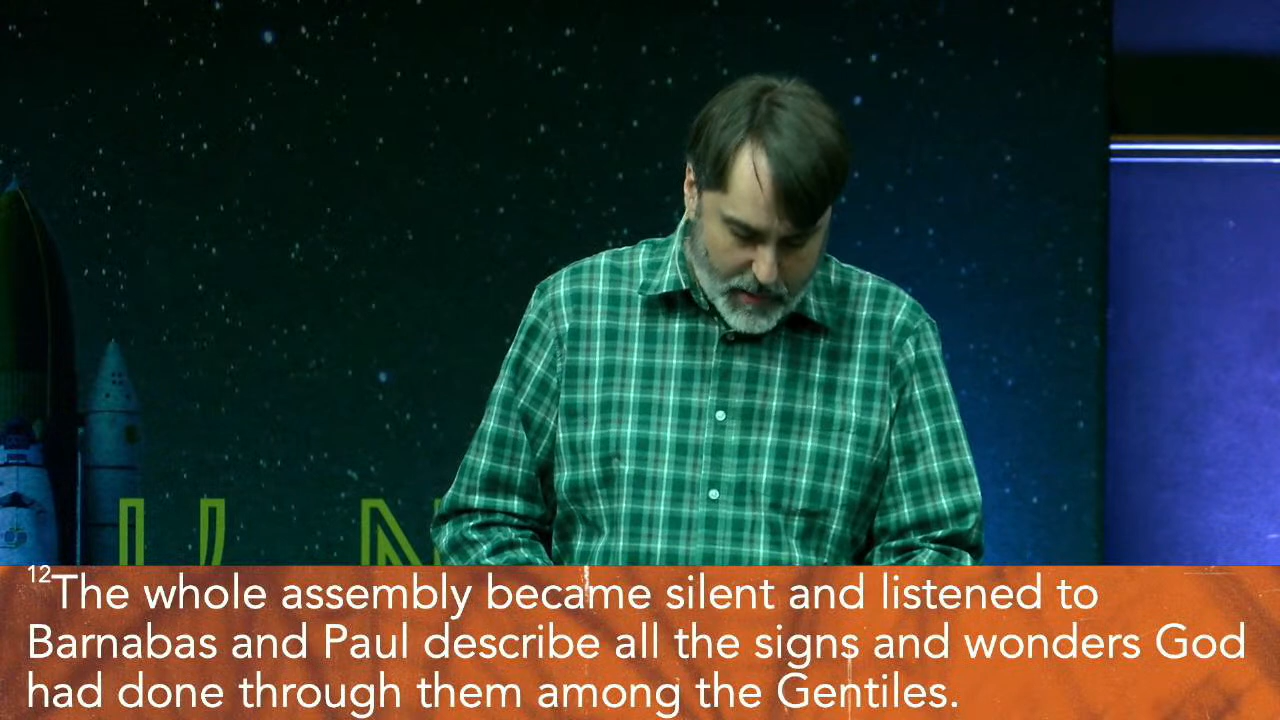 ¹²The whole assembly became silent and listened to
Barnabas and Paul describe all the signs and wonders God
had done through them among the Gentiles.